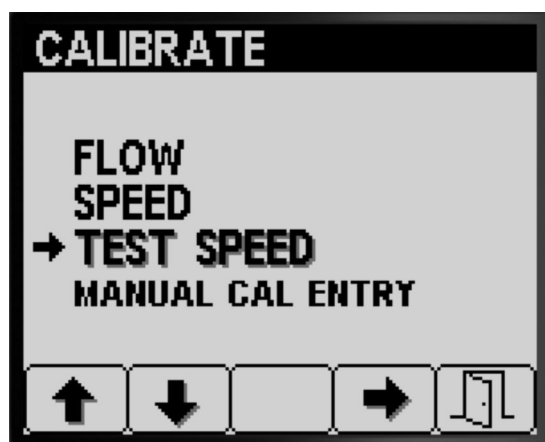 CALIBRATE
FLOW
SPEED
TEST SPEED
MANUAL CAL ENTRY